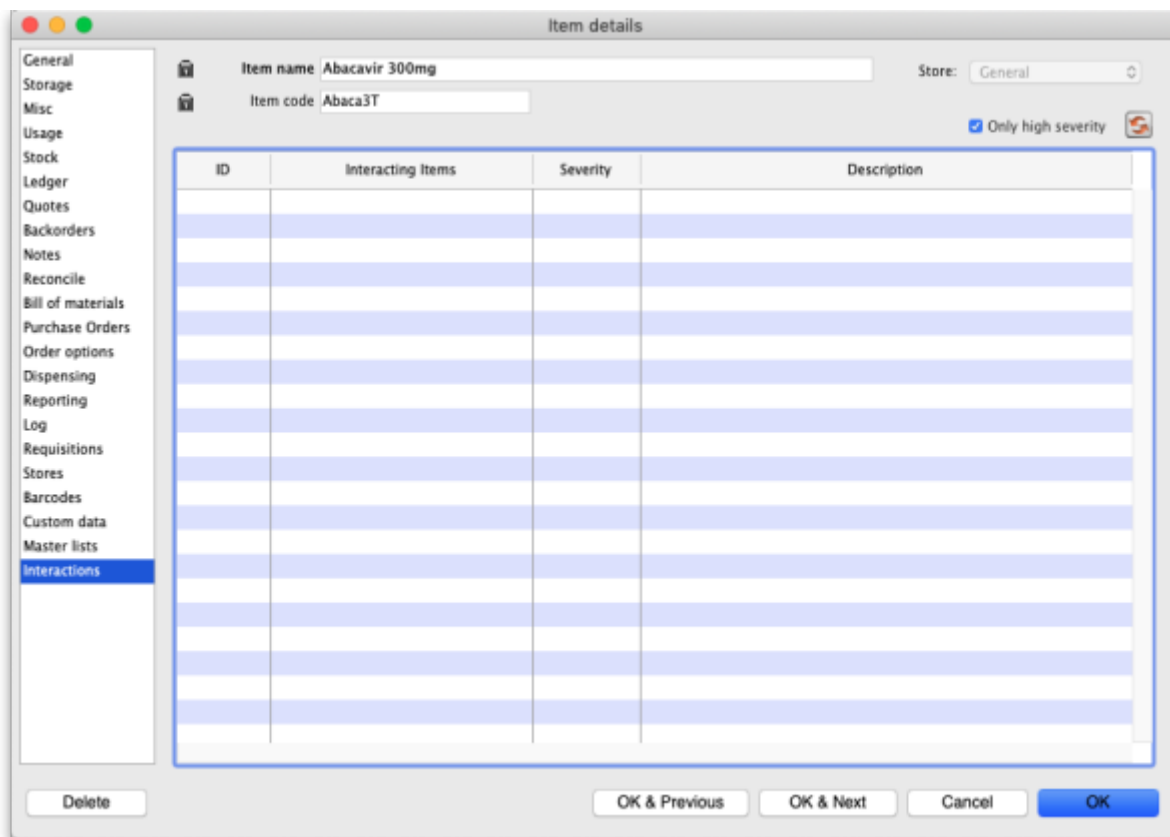 Item details
General
Storage
Misc
Usage
Stock
Ledger
Quotes
Backorders
Notes
Reconcile
Bill of materials
Purchase Orders
Order options
Dispensing
Reporting
Log
Requisitions
Stores
Barcodes
Custom data
Master lists
Interactions
Item name Abacavir 300mg
Store: General
Item code Abaca3T
Only high severity
ID Interacting Items Severity Description
Delete OK & Previous OK & Next Cancel OK